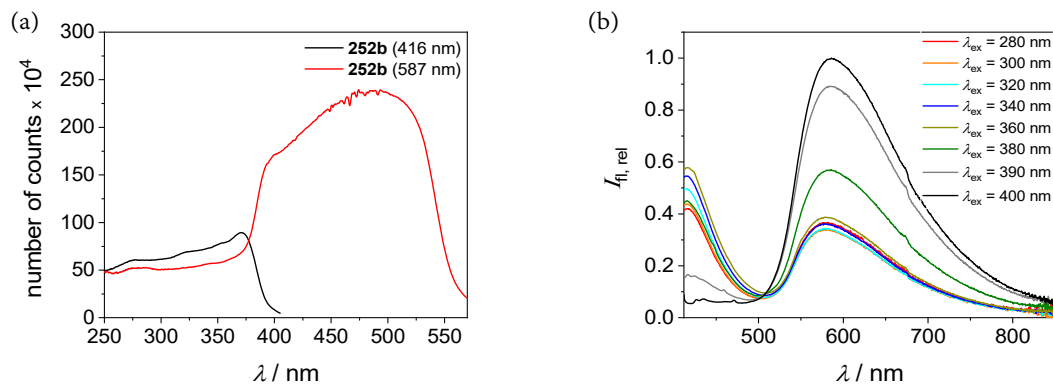 (a)
300
250
200
150
100
50
0
number of counts x 10⁴
250 300 350 400 450 500 550
λ / nm
252b (416 nm)
252b (587 nm)
(b)
1.0
0.8
0.6
0.4
0.2
0.0
I_fl, rel
500 600 700 800
λ / nm
λ_ex = 280 nm
λ_ex = 300 nm
λ_ex = 320 nm
λ_ex = 340 nm
λ_ex = 360 nm
λ_ex = 380 nm
λ_ex = 390 nm
λ_ex = 400 nm